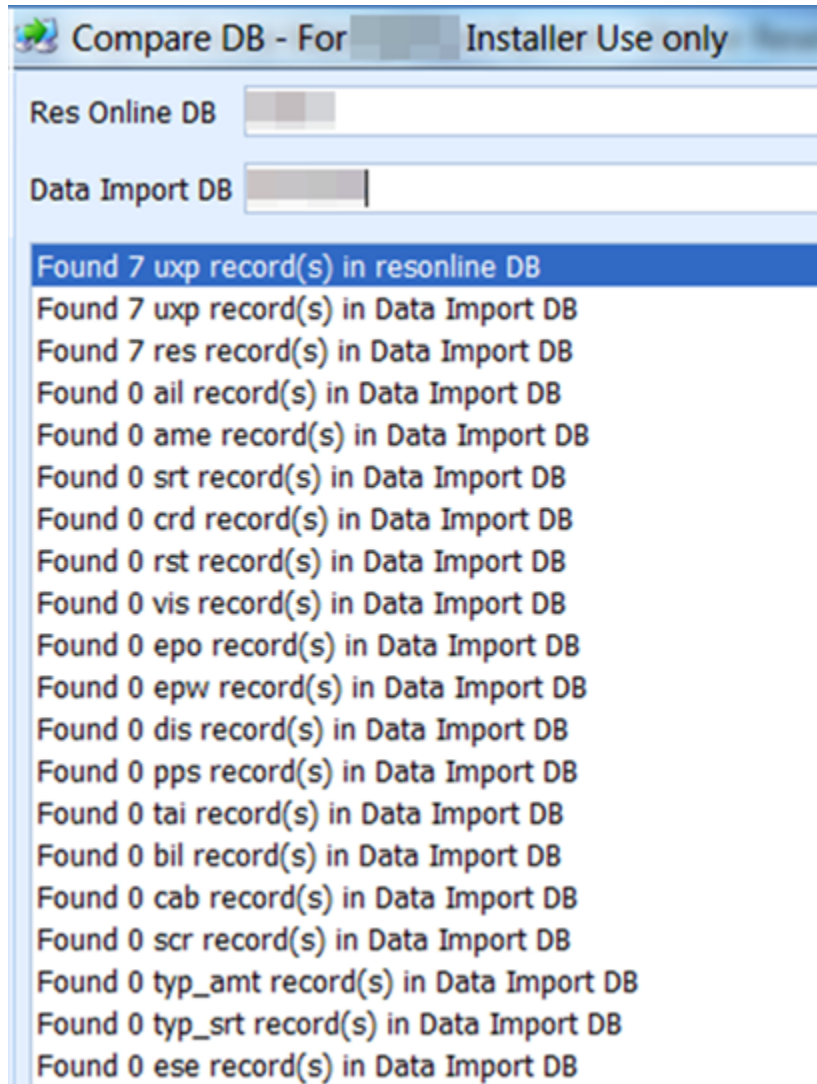 Compare DB - For Installer Use only
Res Online DB
Data Import DB
Found 7 uxp record(s) in resonline DB
Found 7 uxp record(s) in Data Import DB
Found 7 res record(s) in Data Import DB
Found 0 ail record(s) in Data Import DB
Found 0 ame record(s) in Data Import DB
Found 0 srt record(s) in Data Import DB
Found 0 crd record(s) in Data Import DB
Found 0 rst record(s) in Data Import DB
Found 0 vis record(s) in Data Import DB
Found 0 epo record(s) in Data Import DB
Found 0 epw record(s) in Data Import DB
Found 0 dis record(s) in Data Import DB
Found 0 pps record(s) in Data Import DB
Found 0 tai record(s) in Data Import DB
Found 0 bil record(s) in Data Import DB
Found 0 cab record(s) in Data Import DB
Found 0 scr record(s) in Data Import DB
Found 0 typ_amt record(s) in Data Import DB
Found 0 typ_srt record(s) in Data Import DB
Found 0 ese record(s) in Data Import DB